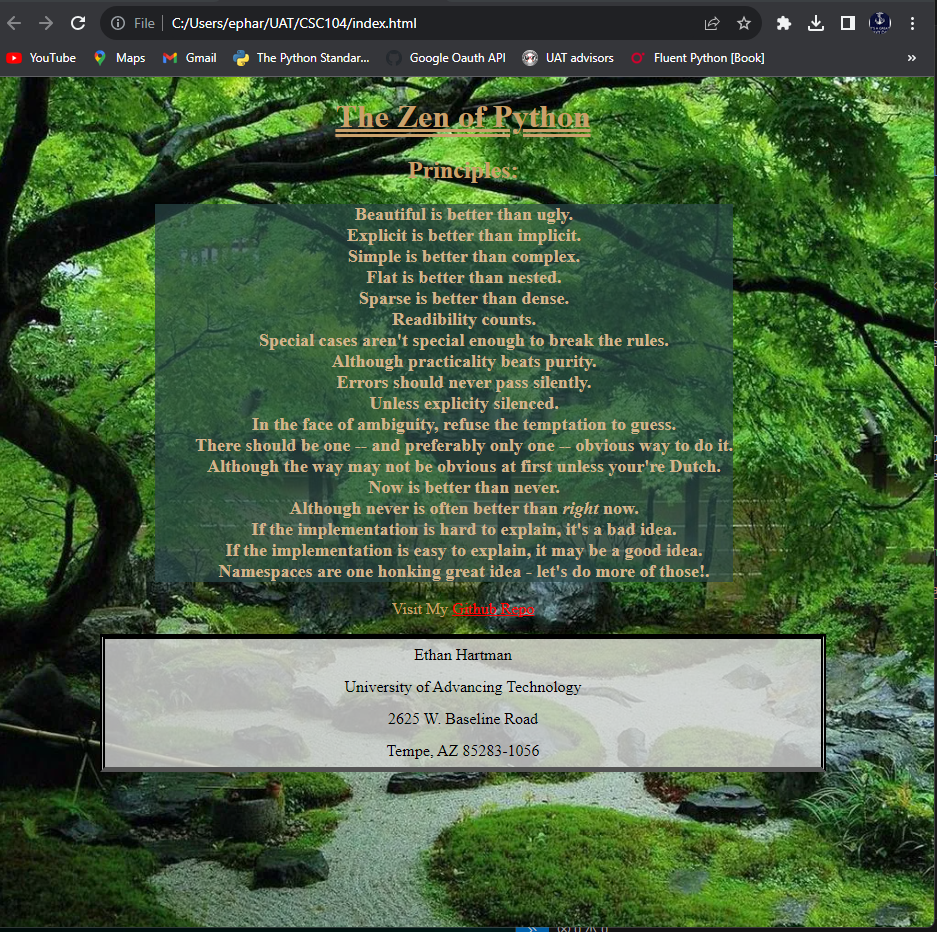 File
C:/Users/ephar/UAT/CSC104/index.html
YouTube
Maps
Gmail
The Python Standar...
Google Oauth API
UAT advisors
Fluent Python [Book]
»
The Zen of Python
Principles:
Beautiful is better than ugly.
Explicit is better than implicit.
Simple is better than complex.
Flat is better than nested.
Sparse is better than dense.
Readibility counts.
Special cases aren't special enough to break the rules.
Although practicality beats purity.
Errors should never pass silently.
Unless explicity silenced.
In the face of ambiguity, refuse the temptation to guess.
There should be one -- and preferably only one -- obvious way to do it.
Although the way may not be obvious at first unless your're Dutch.
Now is better than never.
Although never is often better than right now.
If the implementation is hard to explain, it's a bad idea.
If the implementation is easy to explain, it may be a good idea.
Namespaces are one honking great idea - let's do more of those!.
Visit My Github Repo
Ethan Hartman
University of Advancing Technology
2625 W. Baseline Road
Tempe, AZ 85283-1056